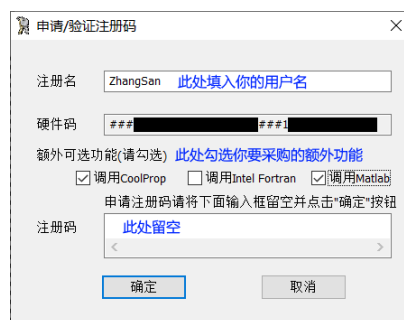 申请/验证注册码
注册名 ZhangSan 此处填入你的用户名
硬件码 ### ###1
额外可选功能(请勾选) 此处勾选你要采购的额外功能
调用CoolProp 调用Intel Fortran 调用Matlab
申请注册码请将下面输入框留空并点击"确定"按钮
注册码 此处留空
确定 取消